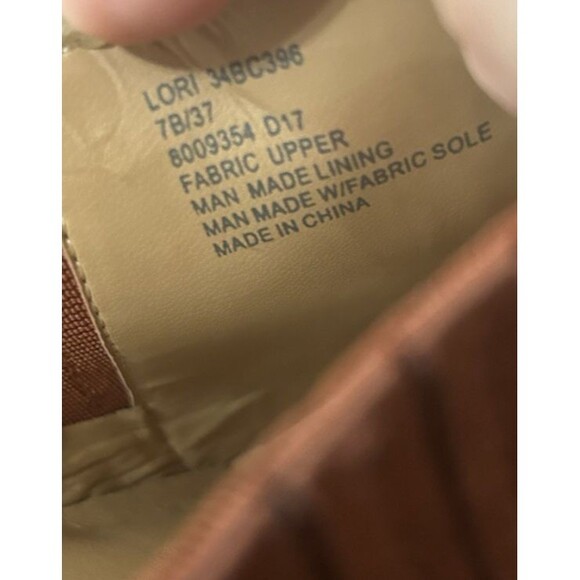 LORI 34BC396
7B/37
8009354 D17
FABRIC UPPER
MAN MADE LINING
MAN MADE W/FABRIC SOLE
MADE IN CHINA